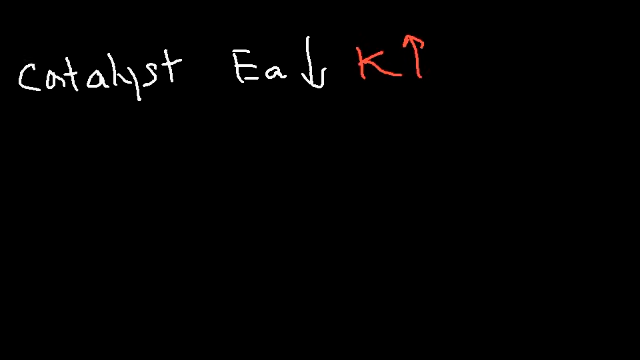 Catalyst Ea ↓ K ↑